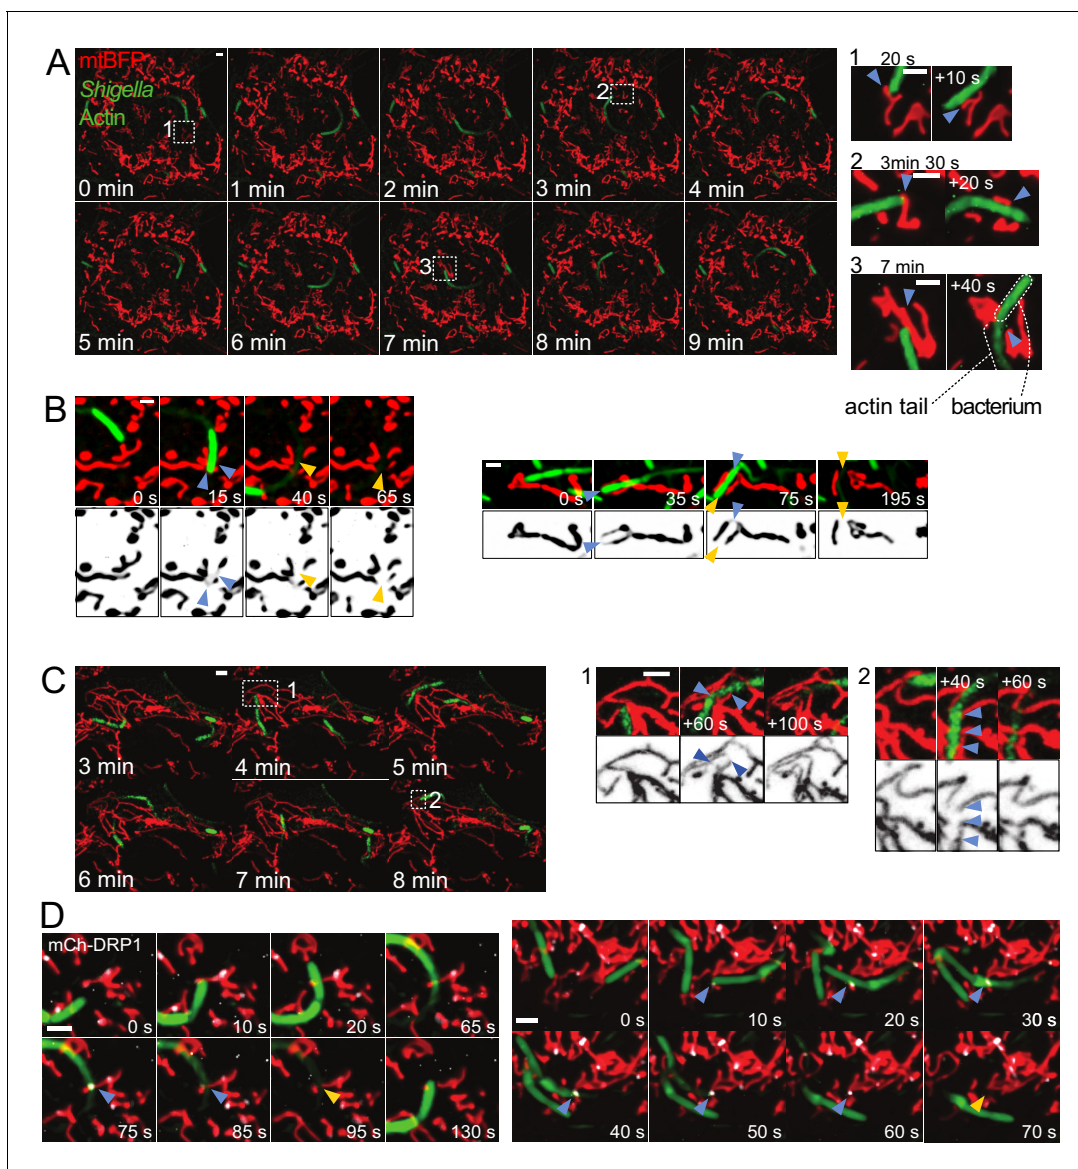 A
mtBFP
Shigella
Actin
1
0 min
1 min
2 min
2
3 min
4 min
5 min
6 min
3
7 min
8 min
9 min
1 20 s
+10 s
2 3min 30 s
+20 s
3 7 min
+40 s
actin tail bacterium
B
0 s 15 s 40 s 65 s
0 s 35 s 75 s 195 s
C
3 min
1
4 min
5 min
6 min
7 min
2
8 min
1
+60 s +100 s
2
+40 s +60 s
D
mCh-DRP1
0 s 10 s 20 s 65 s
75 s 85 s 95 s 130 s
0 s 10 s 20 s 30 s
40 s 50 s 60 s 70 s